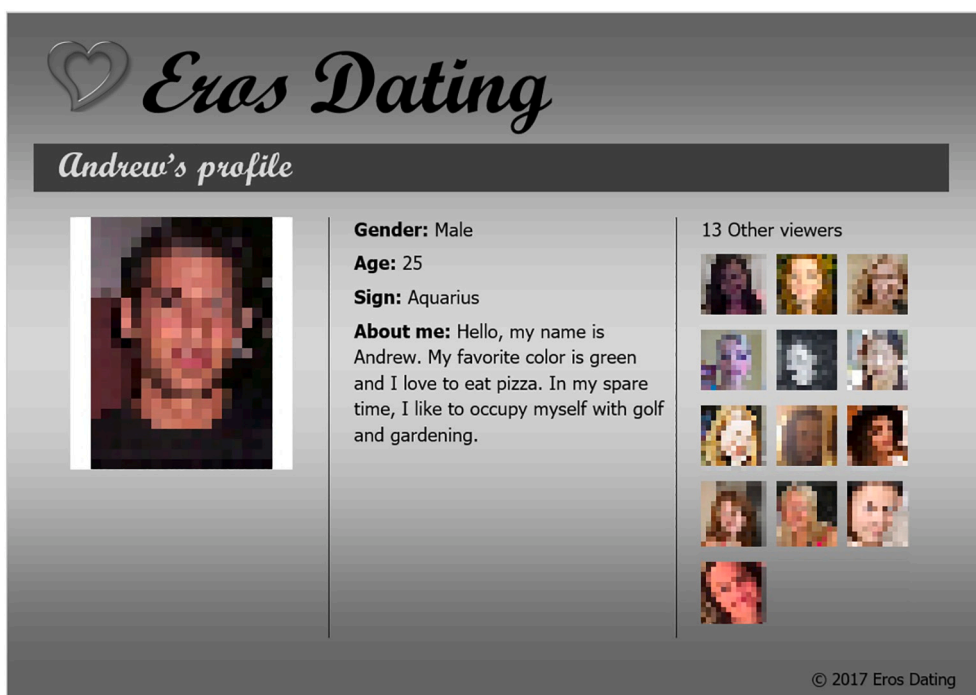 Eros Dating
Andrew's profile
Gender: Male
Age: 25
Sign: Aquarius
About me: Hello, my name is
Andrew. My favorite color is green
and I love to eat pizza. In my spare
time, I like to occupy myself with golf
and gardening.
13 Other viewers
© 2017 Eros Dating